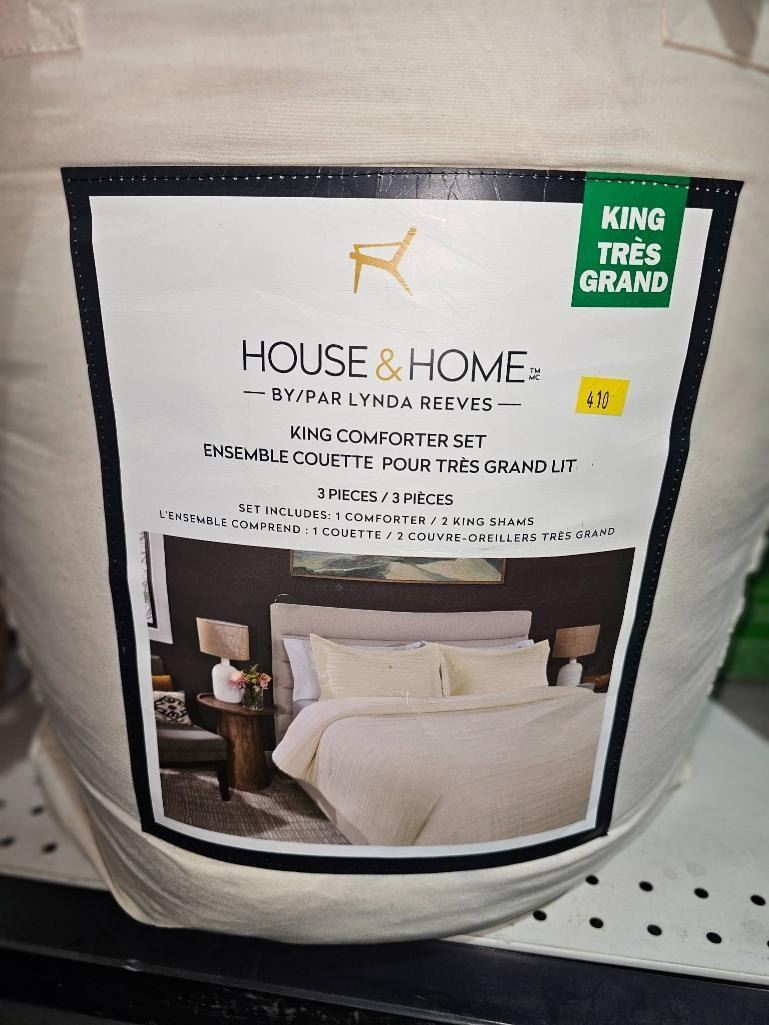 KING
TRÈS
GRAND
HOUSE & HOME TM MC
— BY/PAR LYNDA REEVES —
410
KING COMFORTER SET
ENSEMBLE COUETTE POUR TRÈS GRAND LIT
3 PIECES / 3 PIÈCES
SET INCLUDES: 1 COMFORTER / 2 KING SHAMS
L'ENSEMBLE COMPREND : 1 COUETTE / 2 COUVRE-OREILLERS TRÈS GRAND